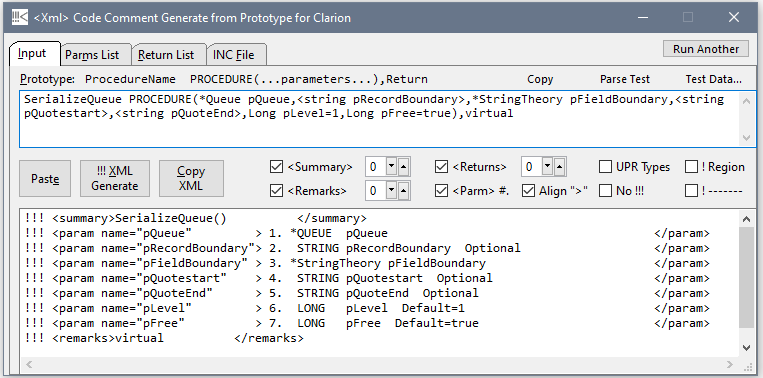 <Xml> Code Comment Generate from Prototype for Clarion
Input Parms List Return List INC File Run Another
Prototype: ProcedureName PROCEDURE(...parameters...),Return Copy Parse Test Test Data...
SerializeQueue PROCEDURE(*Queue pQueue,<string pRecordBoundary>,*StringTheory pFieldBoundary,<string
pQuotestart>,<string pQuoteEnd>,Long pLevel=1,Long pFree=true),virtual
Paste
!!! XML
Generate
Copy
XML
<Summary> 0 <Returns> 0 UPR Types ! Region
<Remarks> 0 <Parm> #. Align ">" No !!! ! -------
!!! <summary>SerializeQueue()          </summary>
!!! <param name="pQueue"         > 1. *QUEUE  pQueue                                      </param>
!!! <param name="pRecordBoundary"> 2.  STRING pRecordBoundary  Optional                   </param>
!!! <param name="pFieldBoundary" > 3. *StringTheory pFieldBoundary                        </param>
!!! <param name="pQuotestart"    > 4.  STRING pQuotestart  Optional                       </param>
!!! <param name="pQuoteEnd"      > 5.  STRING pQuoteEnd  Optional                         </param>
!!! <param name="pLevel"         > 6.  LONG   pLevel  Default=1                           </param>
!!! <param name="pFree"          > 7.  LONG   pFree  Default=true                         </param>
!!! <remarks>virtual          </remarks>